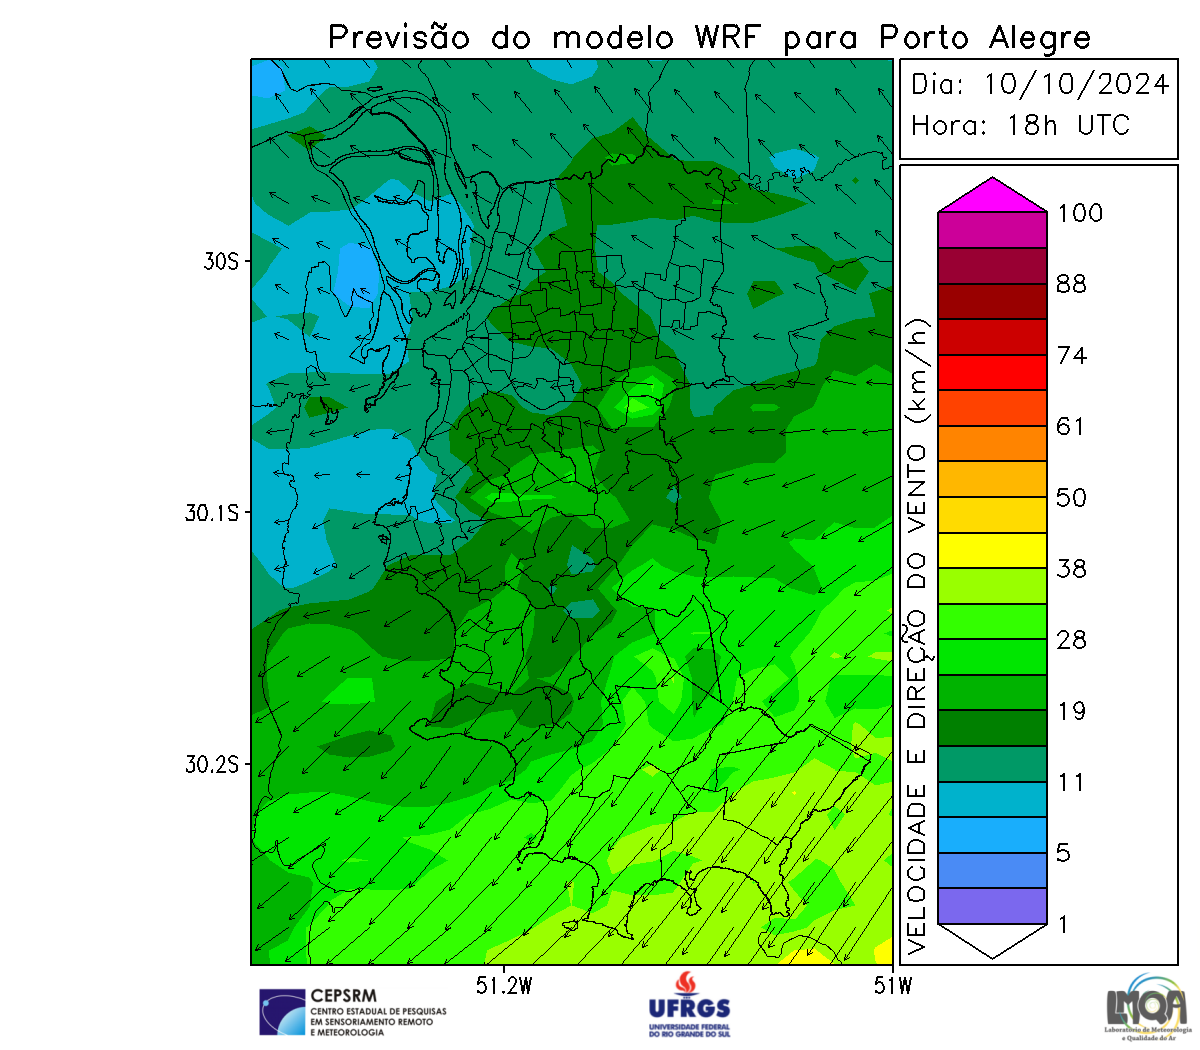 Previsão do modelo WRF para Porto Alegre
Dia: 10/10/2024
Hora: 18h UTC
30S
30.1S
30.2S
51.2W
51W
VELOCIDADE E DIREÇÃO DO VENTO (km/h)
100
88
74
61
50
38
28
19
11
5
1
CEPSRM
CENTRO ESTADUAL DE PESQUISAS
EM SENSORIAMENTO REMOTO
E METEOROLOGIA
UFRGS
UNIVERSIDADE FEDERAL
DO RIO GRANDE DO SUL
LMQA
Laboratório de Meteorologia
e Qualidade do Ar